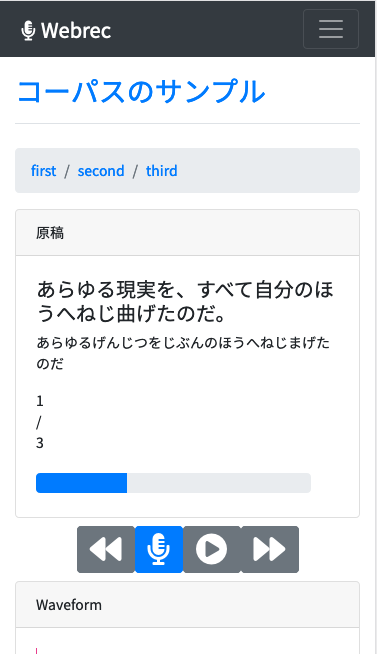 Webrec
コーパスのサンプル
first / second / third
原稿
あらゆる現実を、すべて自分のほ
うへねじ曲げたのだ。
あらゆるげんじつをじぶんのほうへねじまげた
のだ
1
/
3
Waveform